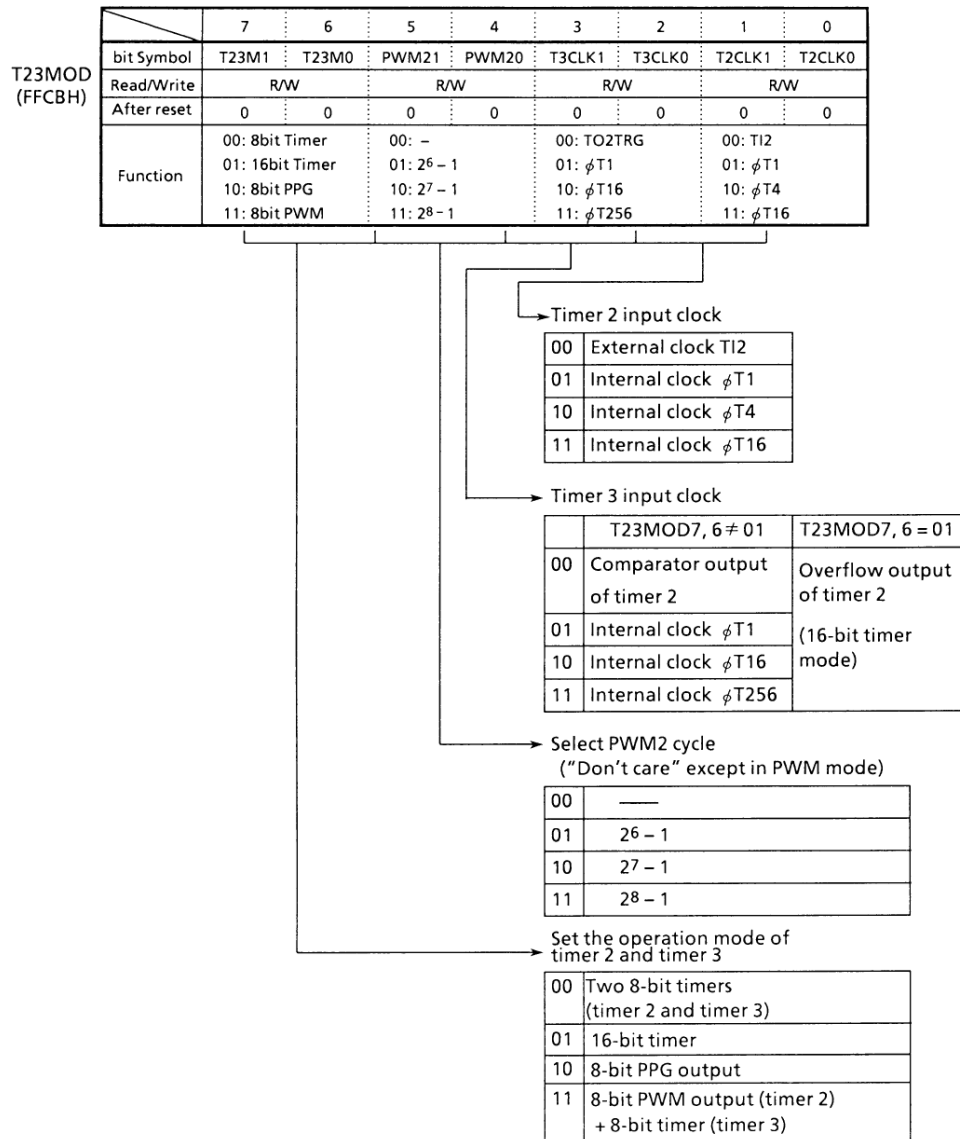 7 6 5 4 3 2 1 0
bit Symbol T23M1 T23M0 PWM21 PWM20 T3CLK1 T3CLK0 T2CLK1 T2CLK0
T23MOD
(FFCBH)
Read/Write R/W R/W R/W R/W
After reset 0 0 0 0 0 0 0 0
Function
00: 8bit Timer 00: – 00: TO2TRG 00: TI2
01: 16bit Timer 01: 2⁶ – 1 01: ϕT1 01: ϕT1
10: 8bit PPG 10: 2⁷ – 1 10: ϕT16 10: ϕT4
11: 8bit PWM 11: 2⁸ – 1 11: ϕT256 11: ϕT16
Timer 2 input clock
00 External clock TI2
01 Internal clock ϕT1
10 Internal clock ϕT4
11 Internal clock ϕT16
Timer 3 input clock
T23MOD7, 6 ≠ 01 T23MOD7, 6 = 01
00 Comparator output
of timer 2
01 Internal clock ϕT1
10 Internal clock ϕT16
11 Internal clock ϕT256
Overflow output
of timer 2
(16-bit timer
mode)
Select PWM2 cycle
("Don't care" except in PWM mode)
00 ——
01 2⁶ – 1
10 2⁷ – 1
11 2⁸ – 1
Set the operation mode of
timer 2 and timer 3
00 Two 8-bit timers
(timer 2 and timer 3)
01 16-bit timer
10 8-bit PPG output
11 8-bit PWM output (timer 2)
+ 8-bit timer (timer 3)